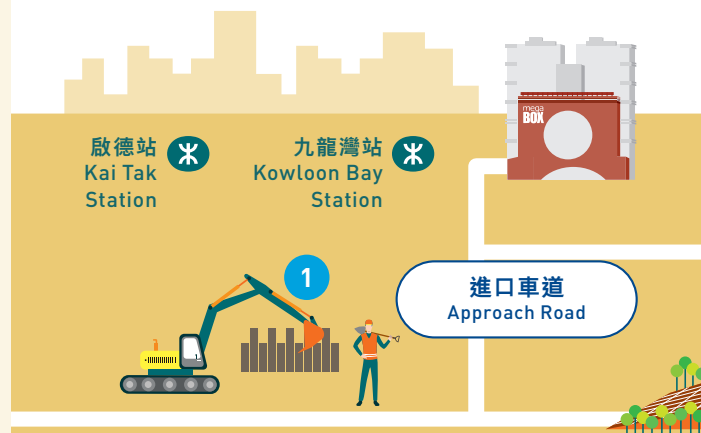 mega
BOX
啟德站
Kai Tak
Station
九龍灣站
Kowloon Bay
Station
1
進口車道
Approach Road